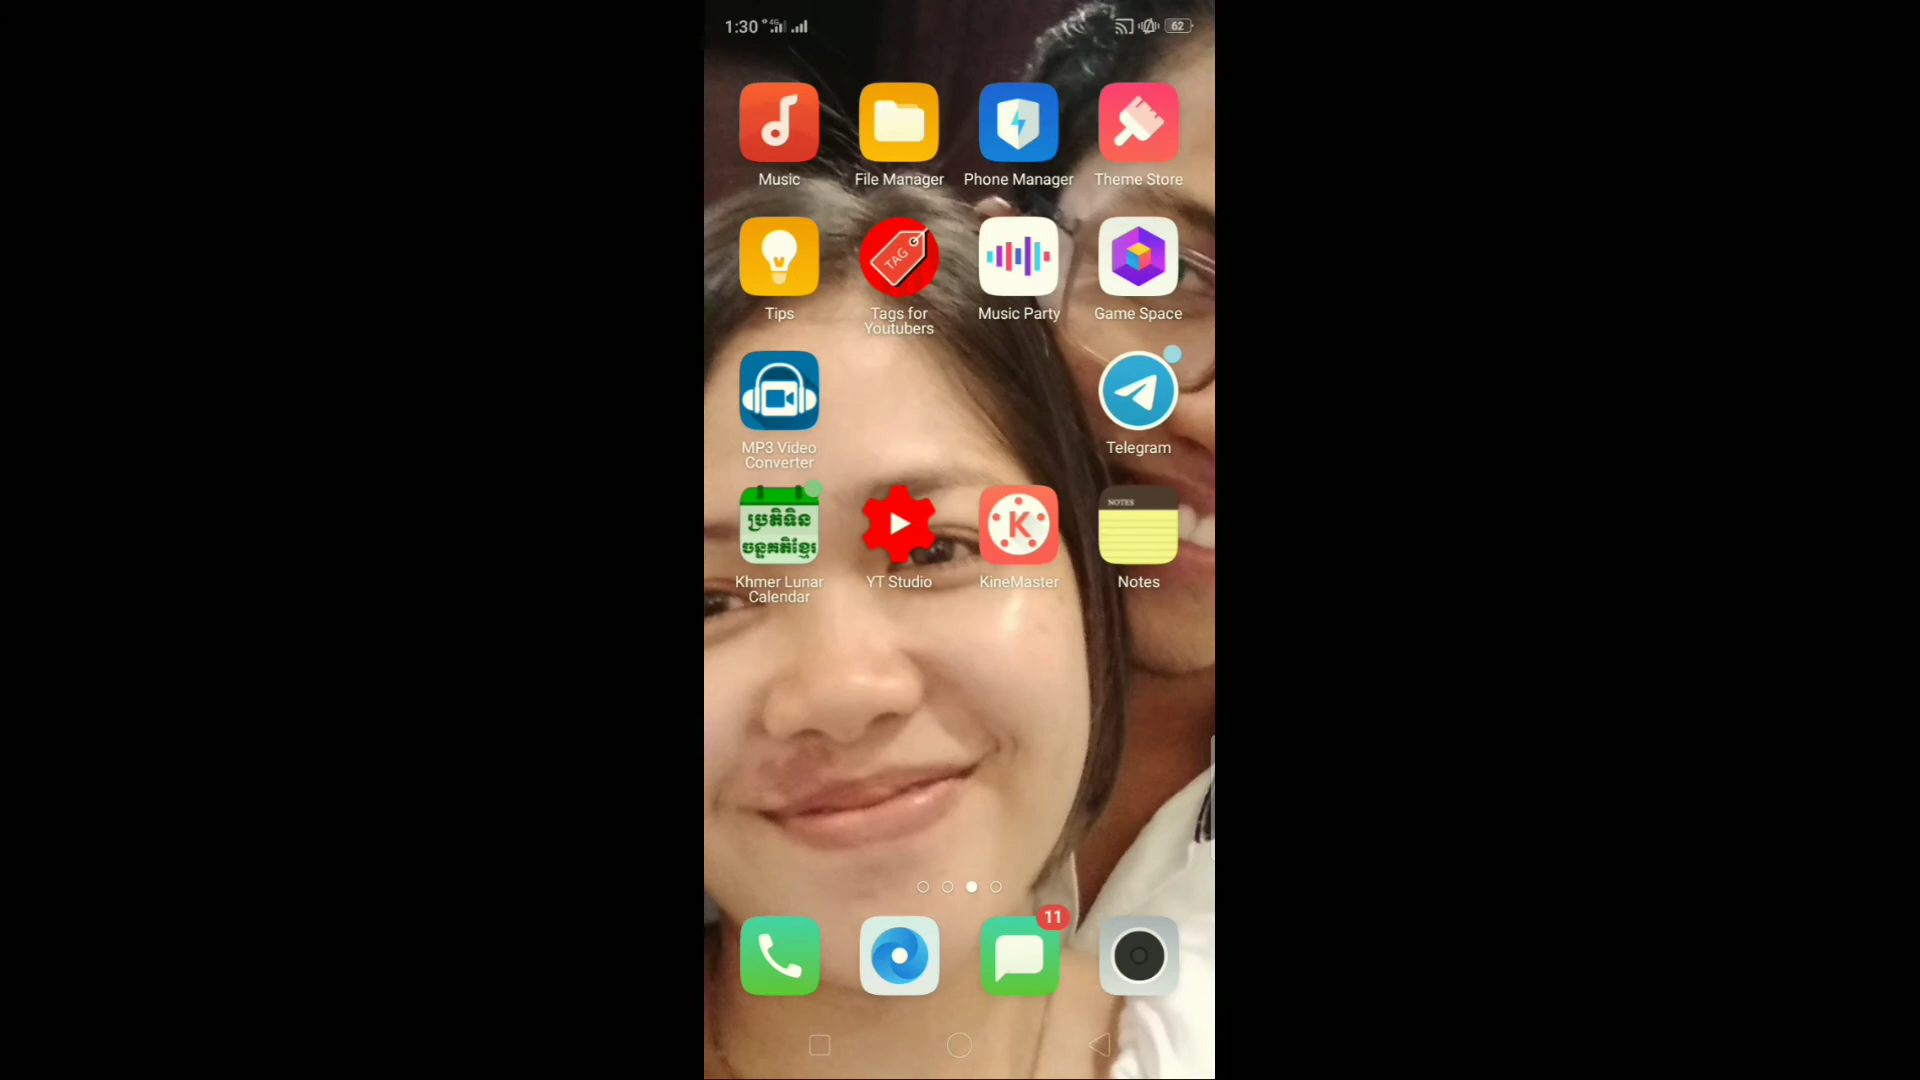 1:30 4G 62
Music File Manager Phone Manager Theme Store
TAG
Tips Tags for Youtubers Music Party Game Space
MP3 Video Converter Telegram
ប្រតិទិន
ចន្ទគតិខ្មែរ
K
NOTES
Khmer Lunar Calendar YT Studio KineMaster Notes
11